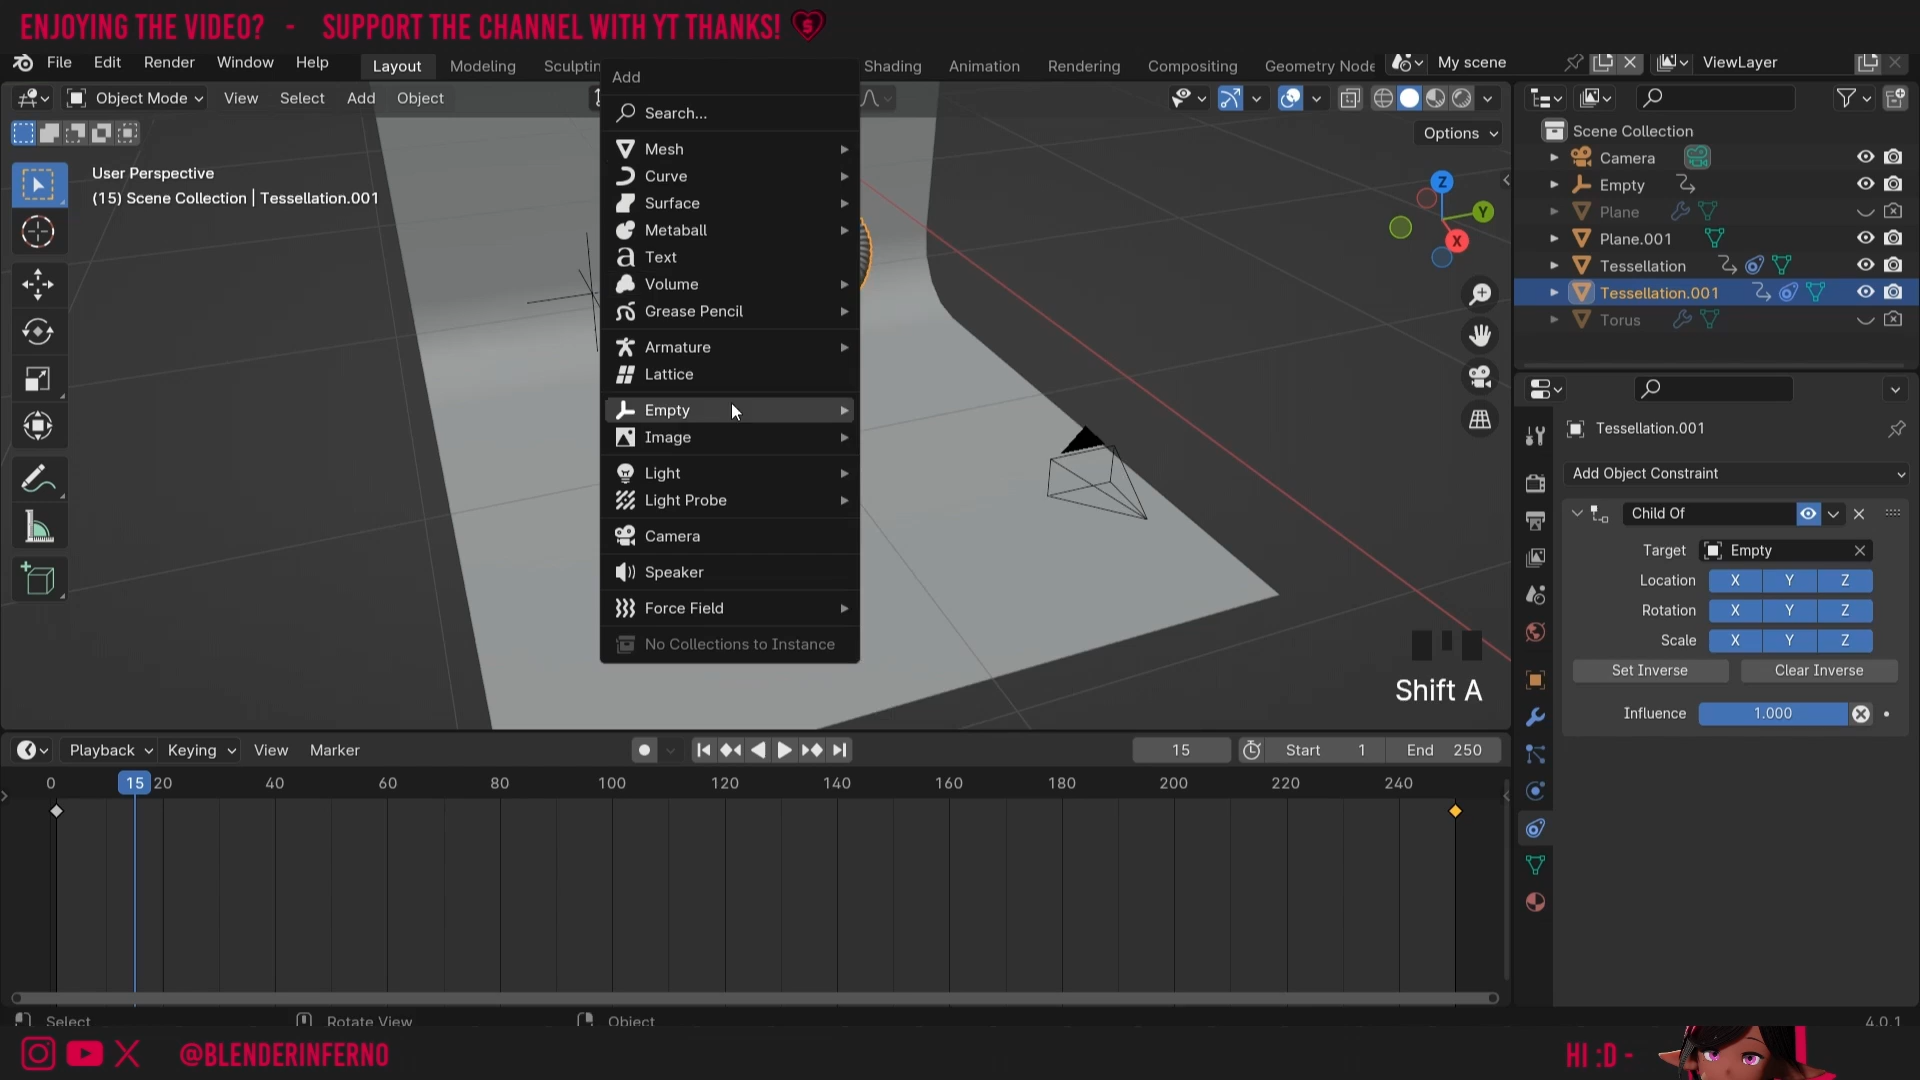 ENJOYING THE VIDEO? - SUPPORT THE CHANNEL WITH YT THANKS!
File Edit Render Window Help Layout Modeling Sculptin Shading Animation Rendering Compositing Geometry Node My scene ViewLayer
Object Mode View Select Add Object
Options
User Perspective
(15) Scene Collection | Tessellation.001
Add
Search...
Mesh
Curve
Surface
Metaball
Text
Volume
Grease Pencil
Armature
Lattice
Empty
Image
Light
Light Probe
Camera
Speaker
Force Field
No Collections to Instance
Z
Y
X
Shift A
Scene Collection
Camera
Empty
Plane
Plane.001
Tessellation
Tessellation.001
Torus
Tessellation.001
Add Object Constraint
Child Of
Target Empty
Location X Y Z
Rotation X Y Z
Scale X Y Z
Set Inverse Clear Inverse
Influence 1.000
Playback Keying View Marker 15 Start 1 End 250
0 15 20 40 60 80 100 120 140 160 180 200 220 240
Select Rotate View Object 4.0.1
@BLENDERINFERNO
HI :D -